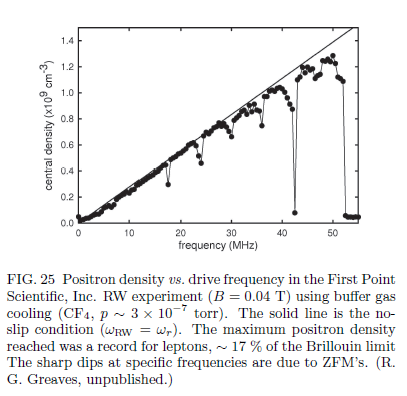 1.4
1.2
1.0
0.8
0.6
0.4
0.2
0.0
central density (x10⁹ cm⁻³)
0 10 20 30 40 50
frequency (MHz)
FIG. 25 Positron density vs. drive frequency in the First Point
Scientific, Inc. RW experiment (B = 0.04 T) using buffer gas
cooling (CF4, p ∼ 3 × 10⁻⁷ torr). The solid line is the no-
slip condition (ωRW = ωr). The maximum positron density
reached was a record for leptons, ∼ 17 % of the Brillouin limit
The sharp dips at specific frequencies are due to ZFM's. (R.
G. Greaves, unpublished.)